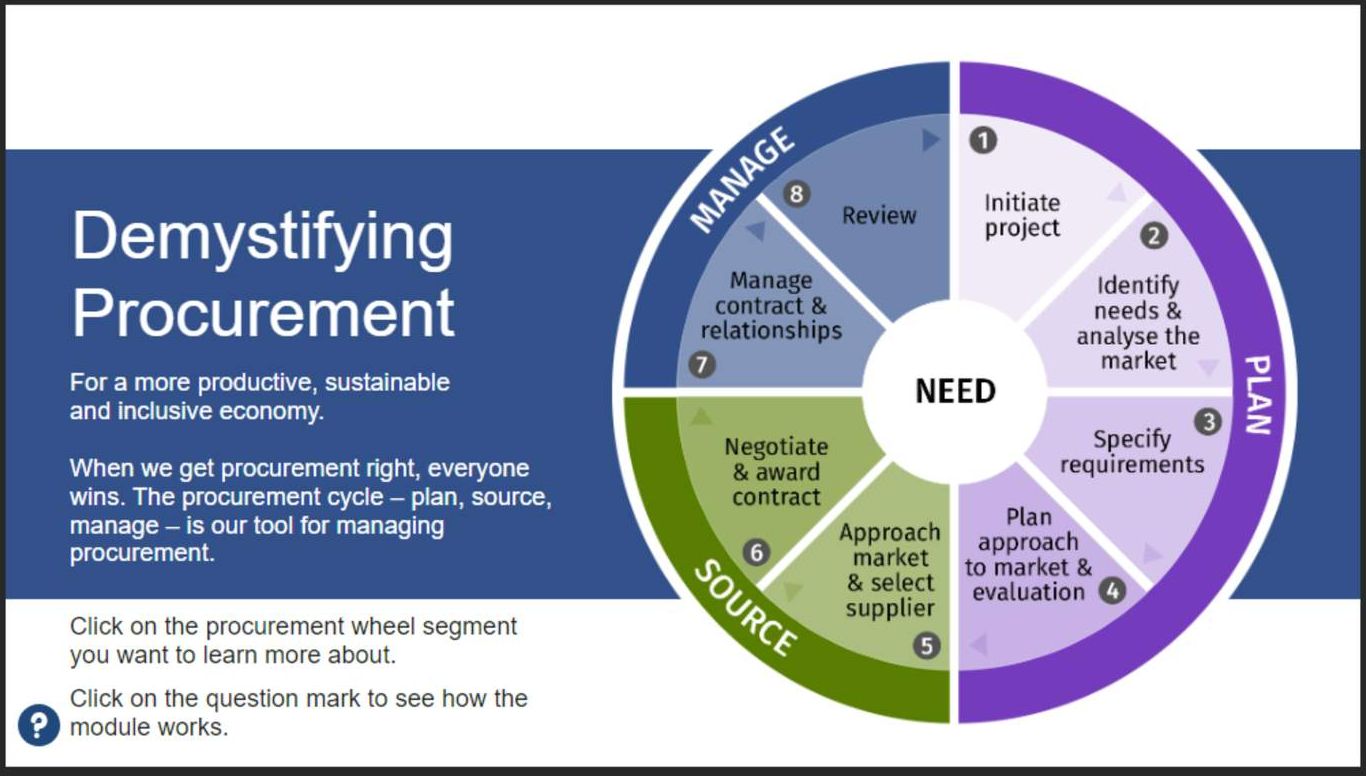 Demystifying
Procurement
For a more productive, sustainable
and inclusive economy.
When we get procurement right, everyone
wins. The procurement cycle – plan, source,
manage – is our tool for managing
procurement.
Click on the procurement wheel segment
you want to learn more about.
Click on the question mark to see how the
module works.
?
NEED
PLAN
1
Initiate
project
2
Identify
needs &
analyse the
market
3
Specify
requirements
4
Plan
approach
to market &
evaluation
SOURCE
5
Approach
market
& select
supplier
6
Negotiate
& award
contract
MANAGE
7
Manage
contract &
relationships
8
Review